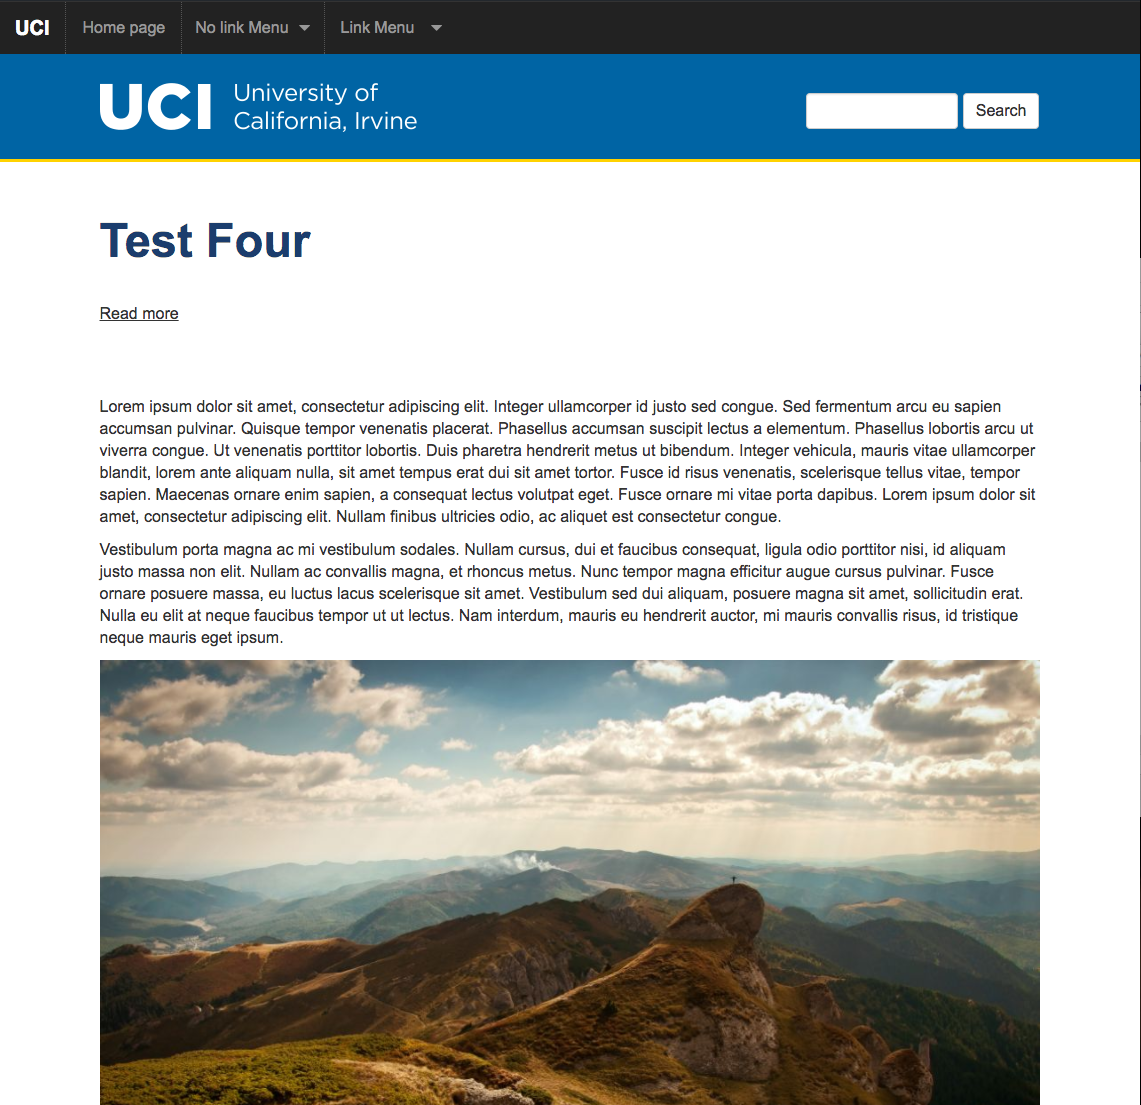 UCI Home page No link Menu Link Menu
UCI University of
California, Irvine
Search
Test Four
Read more
Lorem ipsum dolor sit amet, consectetur adipiscing elit. Integer ullamcorper id justo sed congue. Sed fermentum arcu eu sapien
accumsan pulvinar. Quisque tempor venenatis placerat. Phasellus accumsan suscipit lectus a elementum. Phasellus lobortis arcu ut
viverra congue. Ut venenatis porttitor lobortis. Duis pharetra hendrerit metus ut bibendum. Integer vehicula, mauris vitae ullamcorper
blandit, lorem ante aliquam nulla, sit amet tempus erat dui sit amet tortor. Fusce id risus venenatis, scelerisque tellus vitae, tempor
sapien. Maecenas ornare enim sapien, a consequat lectus volutpat eget. Fusce ornare mi vitae porta dapibus. Lorem ipsum dolor sit
amet, consectetur adipiscing elit. Nullam finibus ultricies odio, ac aliquet est consectetur congue.
Vestibulum porta magna ac mi vestibulum sodales. Nullam cursus, dui et faucibus consequat, ligula odio porttitor nisi, id aliquam
justo massa non elit. Nullam ac convallis magna, et rhoncus metus. Nunc tempor magna efficitur augue cursus pulvinar. Fusce
ornare posuere massa, eu luctus lacus scelerisque sit amet. Vestibulum sed dui aliquam, posuere magna sit amet, sollicitudin erat.
Nulla eu elit at neque faucibus tempor ut ut lectus. Nam interdum, mauris eu hendrerit auctor, mi mauris convallis risus, id tristique
neque mauris eget ipsum.